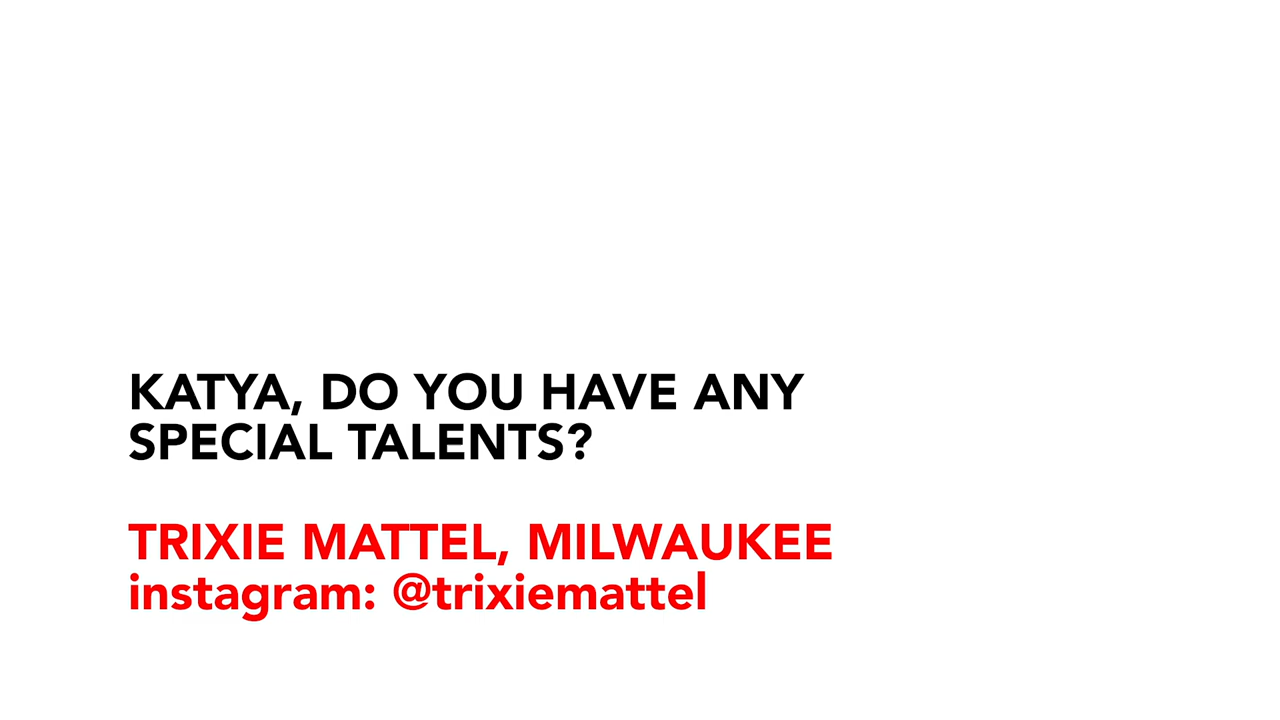 KATYA, DO YOU HAVE ANY
SPECIAL TALENTS?
TRIXIE MATTEL, MILWAUKEE
instagram: @trixiemattel